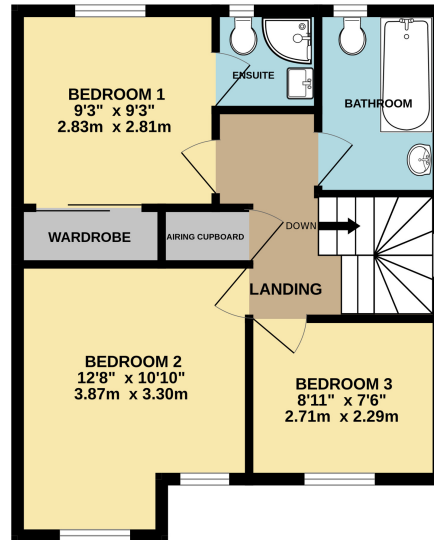 BEDROOM 1
9'3" x 9'3"
2.83m x 2.81m
ENSUITE
BATHROOM
WARDROBE
AIRING CUPBOARD
DOWN
LANDING
BEDROOM 2
12'8" x 10'10"
3.87m x 3.30m
BEDROOM 3
8'11" x 7'6"
2.71m x 2.29m